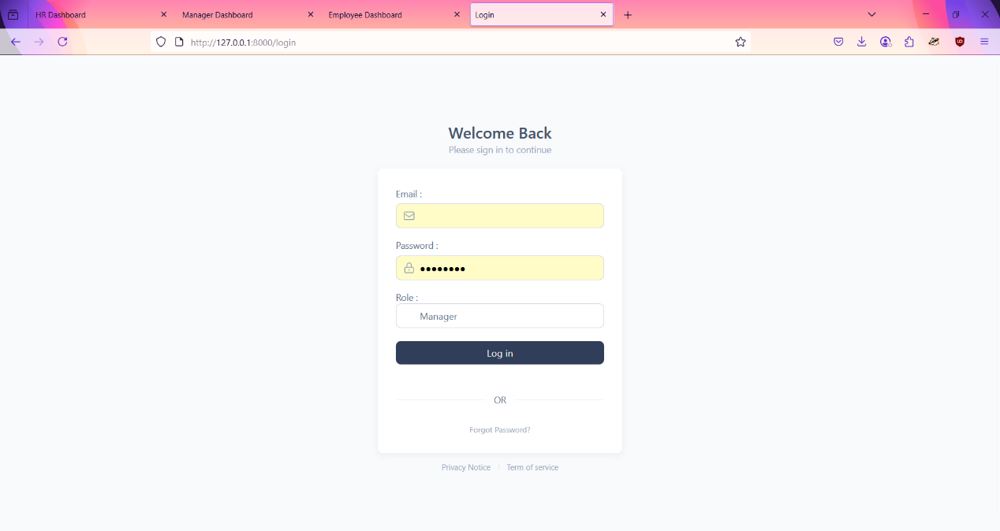 HR Dashboard
Manager Dashboard
Employee Dashboard
Login
http://127.0.0.1:8000/login
Welcome Back
Please sign in to continue
Email :
Password :
••••••••
Role :
Manager
Log in
OR
Forgot Password?
Privacy Notice
Term of service